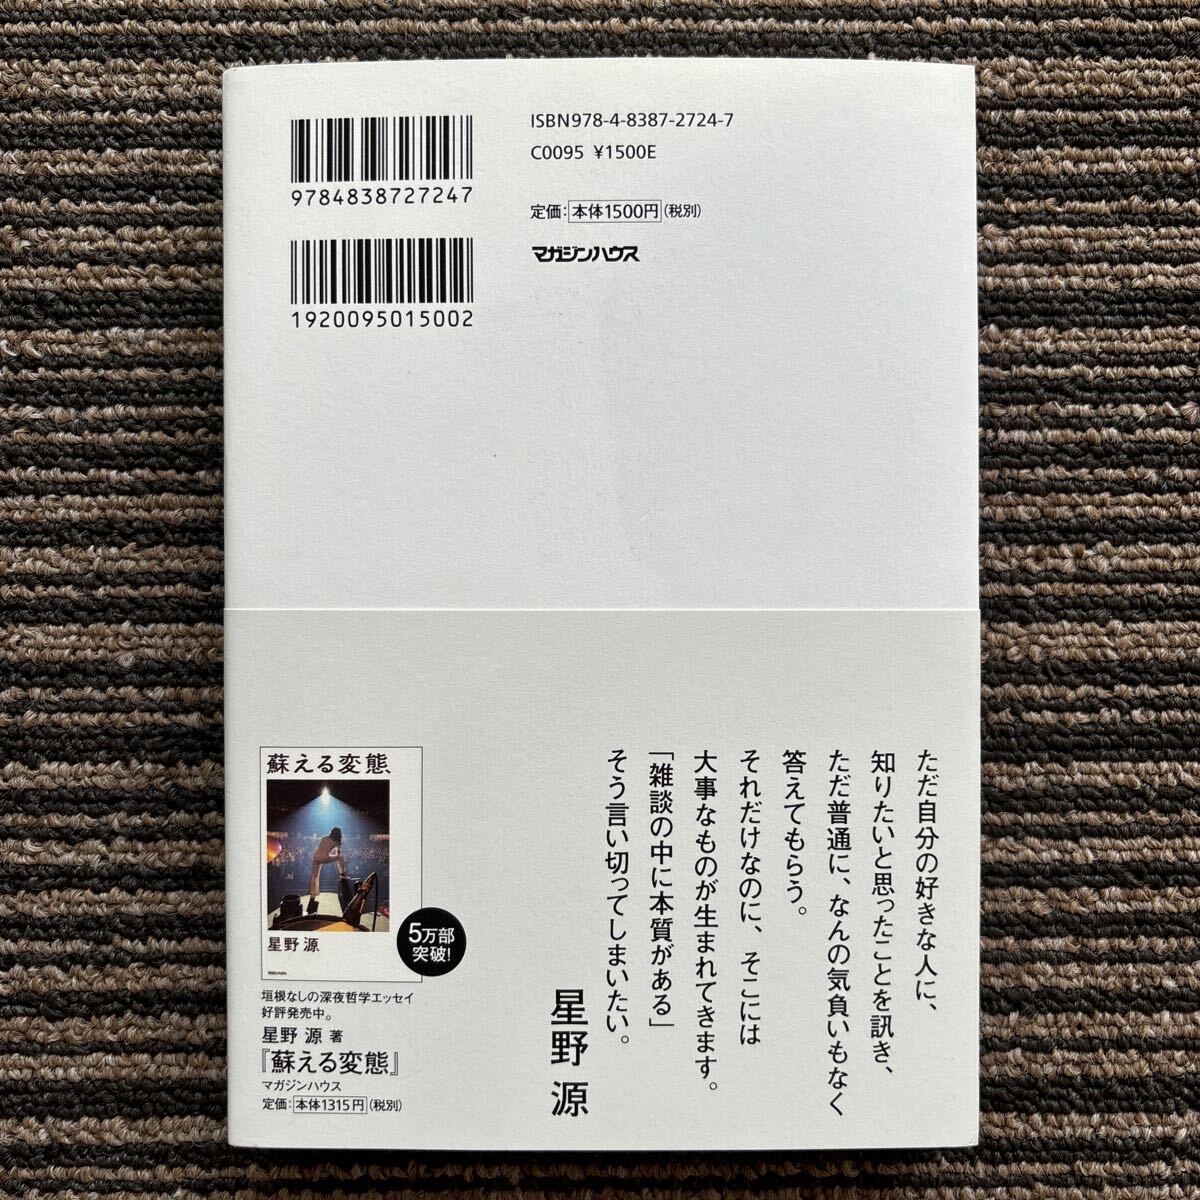 ISBN978-4-8387-2724-7
C0095 ¥1500E
9784838727247
定価：本体1500円（税別）
マガジンハウス
1920095015002
ただ自分の好きな人に、
知りたいと思ったことを訊き、
ただ普通に、なんの気負いもなく
答えてもらう。
それだけなのに、そこには
大事なものが生まれてきます。
「雑談の中に本質がある」
そう言い切ってしまいたい。
星野 源
蘇える変態
星野 源
5万部
突破!
垣根なしの深夜哲学エッセイ
好評発売中。
星野 源 著
『蘇える変態』
マガジンハウス
定価：本体1315円（税別）